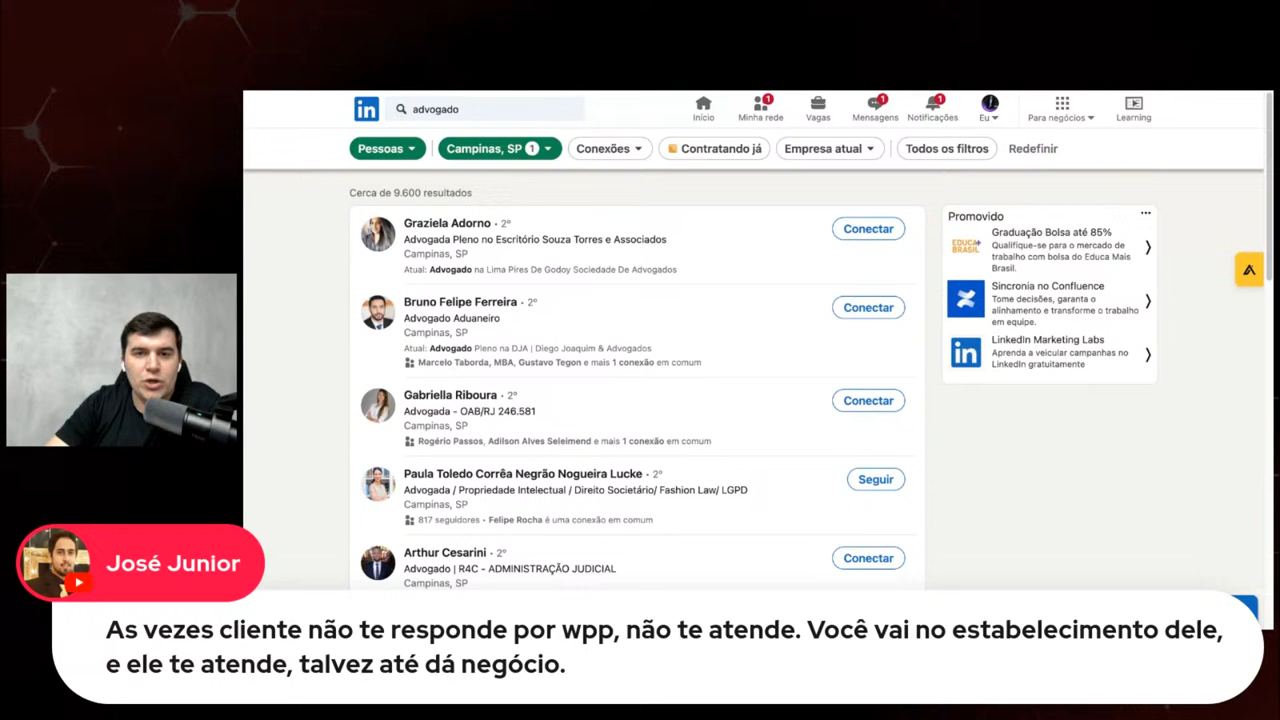 in
advogado
1
1
1
Início
Minha rede
Vagas
Mensagens
Notificações
Eu
Para negócios
Learning
Pessoas
Campinas, SP 1
Conexões
Contratando já
Empresa atual
Todos os filtros
Redefinir
Cerca de 9.600 resultados
Graziela Adorno • 2º
Advogada Pleno no Escritório Souza Torres e Associados
Campinas, SP
Atual: Advogado na Lima Pires De Godoy Sociedade De Advogados
Conectar
Bruno Felipe Ferreira • 2º
Advogado Aduaneiro
Campinas, SP
Atual: Advogado Pleno na DJA | Diego Joaquim & Advogados
Marcelo Taborda, MBA, Gustavo Tegon e mais 1 conexão em comum
Conectar
Gabriella Riboura • 2º
Advogada - OAB/RJ 246.581
Campinas, SP
Rogério Passos, Adilson Alves Seleimend e mais 1 conexão em comum
Conectar
Paula Toledo Corrêa Negrão Nogueira Lucke • 2º
Advogada / Propriedade Intelectual / Direito Societário/ Fashion Law/ LGPD
Campinas, SP
817 seguidores • Felipe Rocha é uma conexão em comum
Seguir
Arthur Cesarini • 2º
Advogado | R4C - ADMINISTRAÇÃO JUDICIAL
Campinas, SP
Conectar
Promovido
EDUCA+
BRASIL
Graduação Bolsa até 85%
Qualifique-se para o mercado de
trabalho com bolsa do Educa Mais
Brasil.
Sincronia no Confluence
Tome decisões, garanta o
alinhamento e transforme o trabalho
em equipe.
in
LinkedIn Marketing Labs
Aprenda a veicular campanhas no
LinkedIn gratuitamente
José Junior
As vezes cliente não te responde por wpp, não te atende. Você vai no estabelecimento dele,
e ele te atende, talvez até dá negócio.